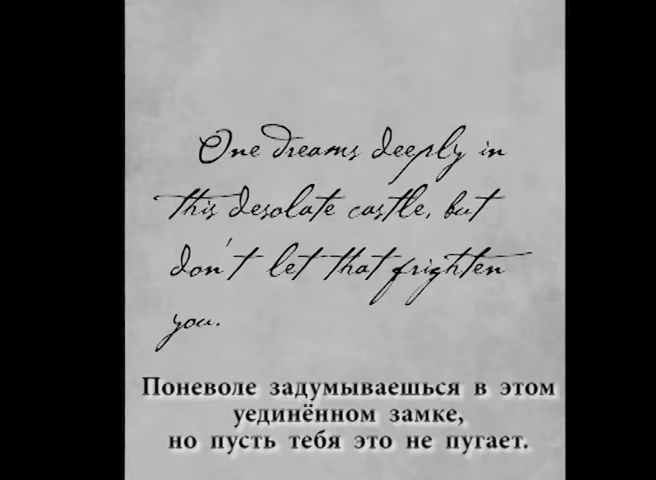 One dreams deeply in
this desolate castle, but
don't let that frighten
you.
Поневоле задумываешься в этом
уединённом замке,
но пусть тебя это не пугает.